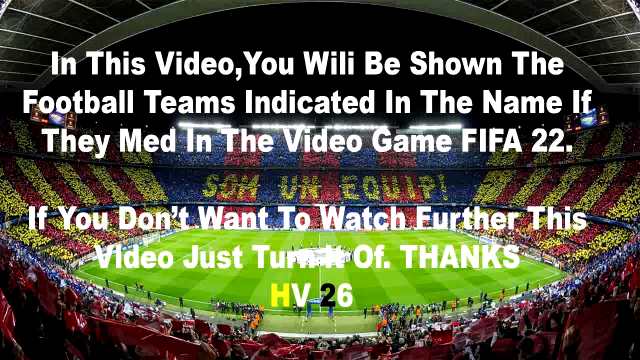 In This Video,You Wili Be Shown The
Football Teams Indicated In The Name If
They Med In The Video Game FIFA 22.
SOM UN EQUIP!
If You Don't Want To Watch Further This
Video Just Turn It Of. THANKS
HV 26